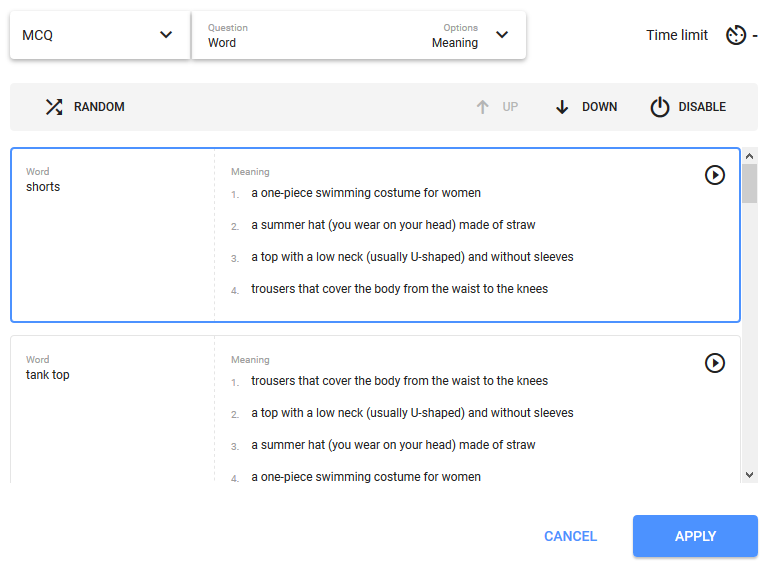 MCQ
Question
Word
Options
Meaning
Time limit -
RANDOM
UP
DOWN
DISABLE
Word
shorts
Meaning
1. a one-piece swimming costume for women
2. a summer hat (you wear on your head) made of straw
3. a top with a low neck (usually U-shaped) and without sleeves
4. trousers that cover the body from the waist to the knees
Word
tank top
Meaning
1. trousers that cover the body from the waist to the knees
2. a top with a low neck (usually U-shaped) and without sleeves
3. a summer hat (you wear on your head) made of straw
4. a one-piece swimming costume for women
CANCEL
APPLY